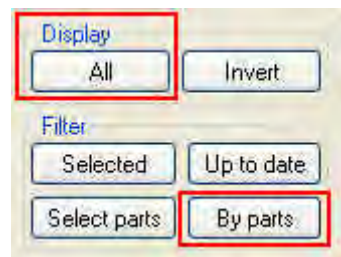 Display
All Invert
Filter
Selected Up to date
Select parts By parts